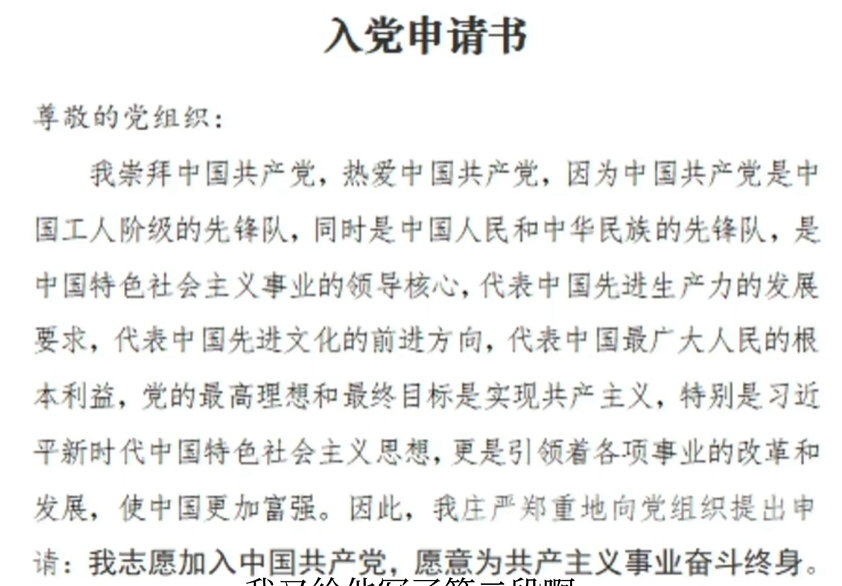 入党申请书
尊敬的党组织：
我崇拜中国共产党，热爱中国共产党，因为中国共产党是中
国工人阶级的先锋队，同时是中国人民和中华民族的先锋队，是
中国特色社会主义事业的领导核心，代表中国先进生产力的发展
要求，代表中国先进文化的前进方向，代表中国最广大人民的根
本利益，党的最高理想和最终目标是实现共产主义，特别是习近
平新时代中国特色社会主义思想，更是引领着各项事业的改革和
发展，使中国更加富强。因此，我庄严郑重地向党组织提出申
请：我志愿加入中国共产党，愿意为共产主义事业奋斗终身。